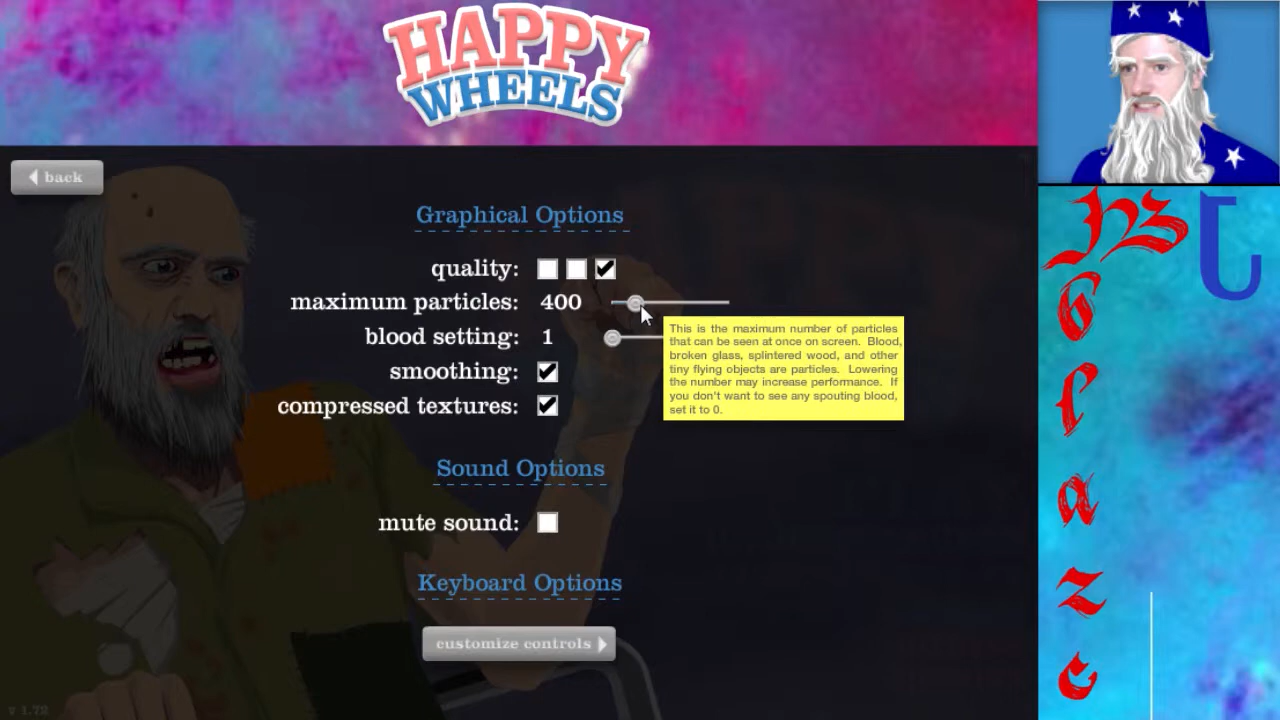 HAPPY
WHEELS
back
Graphical Options
quality:
maximum particles: 400
blood setting: 1
smoothing:
compressed textures:
This is the maximum number of particles
that can be seen at once on screen. Blood,
broken glass, splintered wood, and other
tiny flying objects are particles. Lowering
the number may increase performance. If
you don't want to see any spouting blood,
set it to 0.
Sound Options
mute sound:
Keyboard Options
customize controls
v 1.72